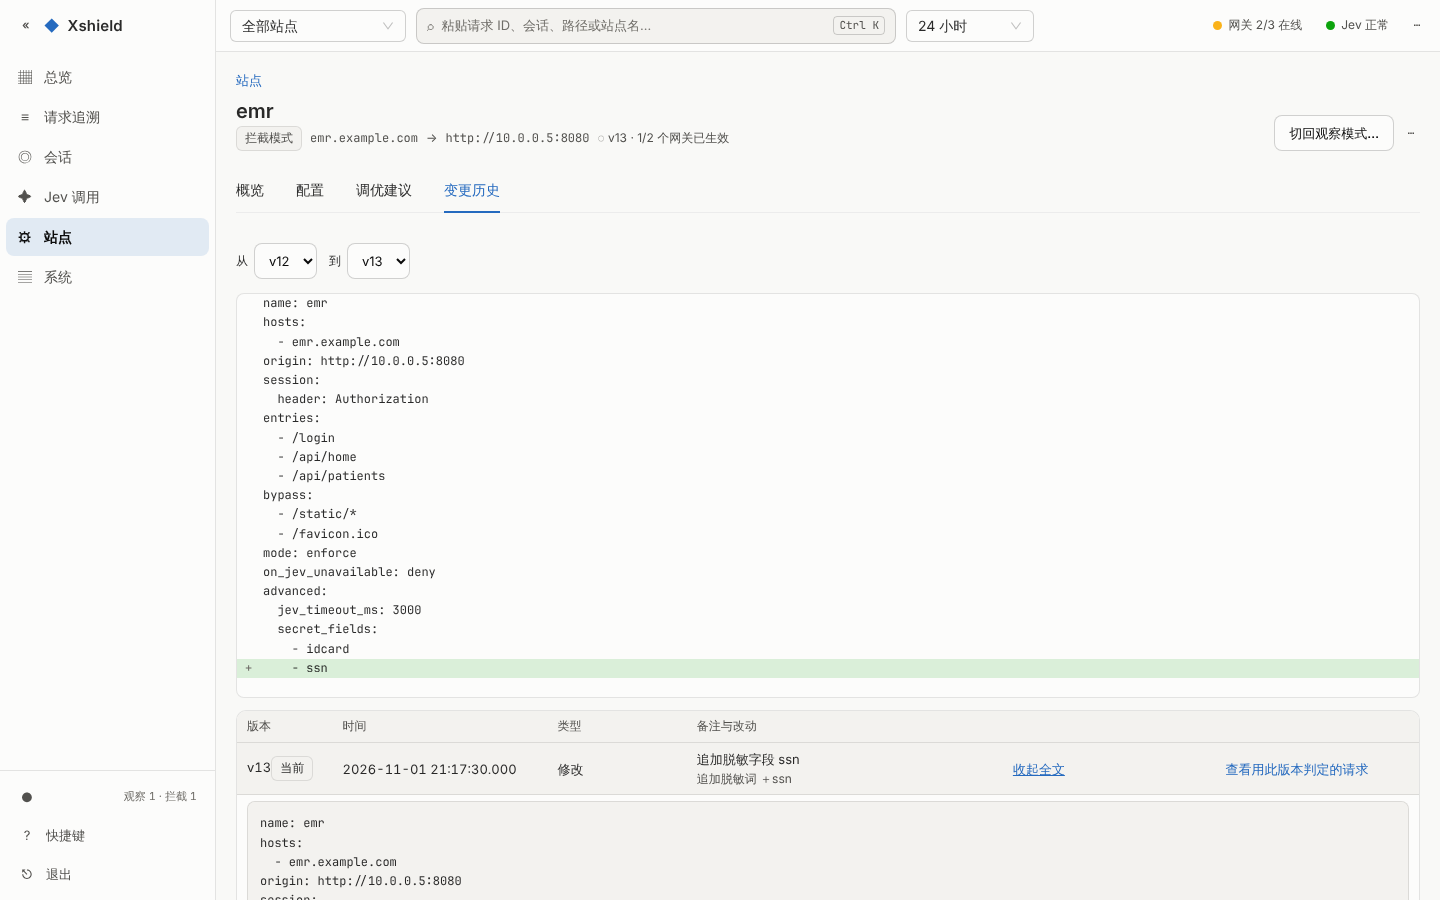 « Xshield
全部站点
粘贴请求 ID、会话、路径或站点名...
Ctrl K
24 小时
网关 2/3 在线
Jev 正常
···
总览
请求追溯
会话
Jev 调用
站点
系统
观察 1 · 拦截 1
? 快捷键
退出
站点
emr
拦截模式 emr.example.com → http://10.0.0.5:8080 ○ v13 · 1/2 个网关已生效
切回观察模式...
···
概览 配置 调优建议 变更历史
从 v12 到 v13
name: emr
hosts:
- emr.example.com
origin: http://10.0.0.5:8080
session:
header: Authorization
entries:
- /login
- /api/home
- /api/patients
bypass:
- /static/*
- /favicon.ico
mode: enforce
on_jev_unavailable: deny
advanced:
jev_timeout_ms: 3000
secret_fields:
- idcard
+ - ssn
版本 时间 类型 备注与改动
v13 当前 2026-11-01 21:17:30.000 修改 追加脱敏字段 ssn 收起全文 查看用此版本判定的请求
追加脱敏词 +ssn
name: emr
hosts:
- emr.example.com
origin: http://10.0.0.5:8080
session: